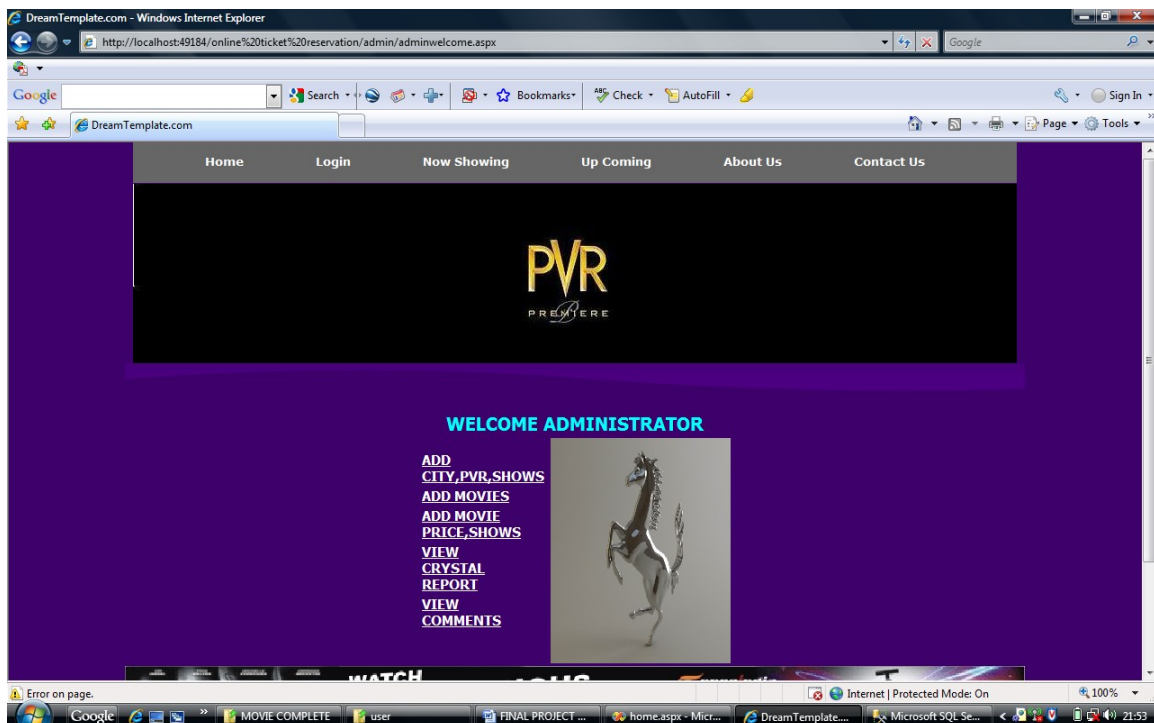 DreamTemplate.com - Windows Internet Explorer
http://localhost:49184/online%20ticket%20reservation/admin/adminwelcome.aspx
Google
Google Search Bookmarks ABC Check AutoFill Sign In
DreamTemplate.com Page Tools
Home Login Now Showing Up Coming About Us Contact Us
PVR
PREMIERE
WELCOME ADMINISTRATOR
ADD
CITY,PVR,SHOWS
ADD MOVIES
ADD MOVIE
PRICE,SHOWS
VIEW
CRYSTAL
REPORT
VIEW
COMMENTS
WATCH
Error on page. Internet | Protected Mode: On 100%
Google MOVIE COMPLETE user FINAL PROJECT ... home.aspx - Micr... DreamTemplate.... Microsoft SQL Se... 21:53